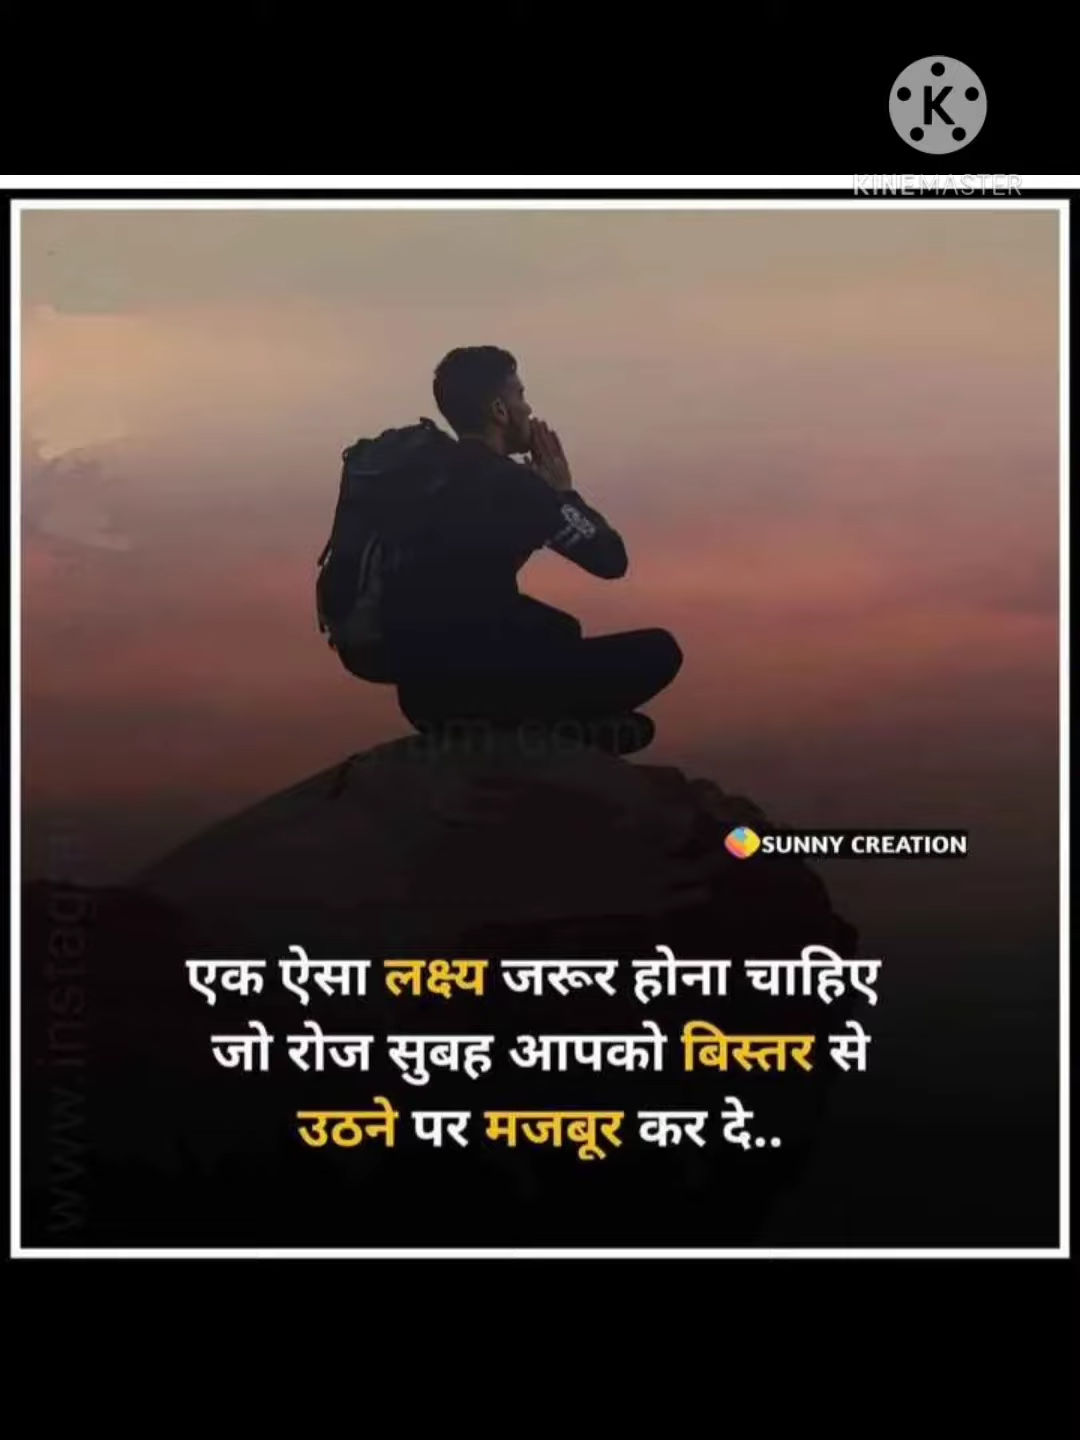 K
KINEMASTER
SUNNY CREATION
एक ऐसा लक्ष्य जरूर होना चाहिए
जो रोज सुबह आपको बिस्तर से
उठने पर मजबूर कर दे..